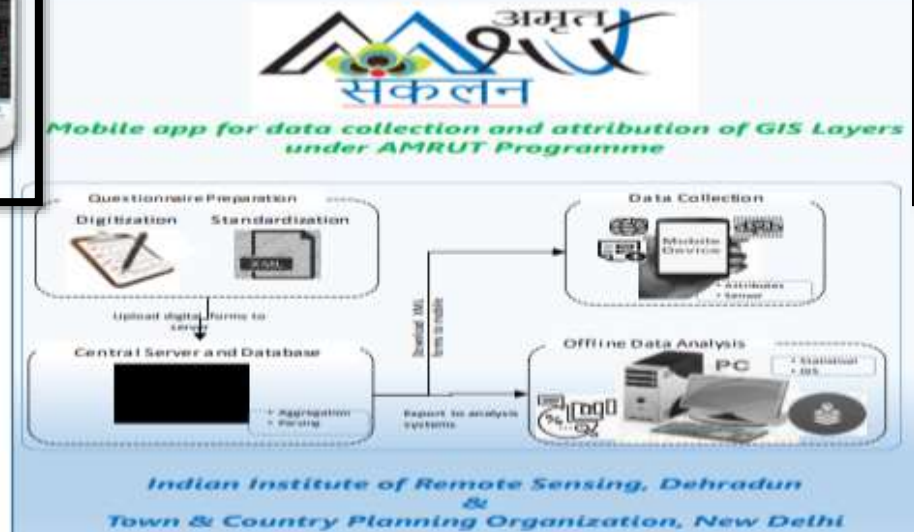 अमृत
संकलन
Mobile app for data collection and attribution of GIS Layers
under AMRUT Programme
Questionnaire Preparation
Digitization
Standardization
XML
Upload digital forms to
server
Central Server and Database
• Aggregation
• Parsing
Download XML
forms to mobile
Export to analysis
systems
Data Collection
Mobile
Device
• Attributes
• Sensor
Offline Data Analysis
PC
• Statistical
• GIS
Indian Institute of Remote Sensing, Dehradun
&
Town & Country Planning Organization, New Delhi